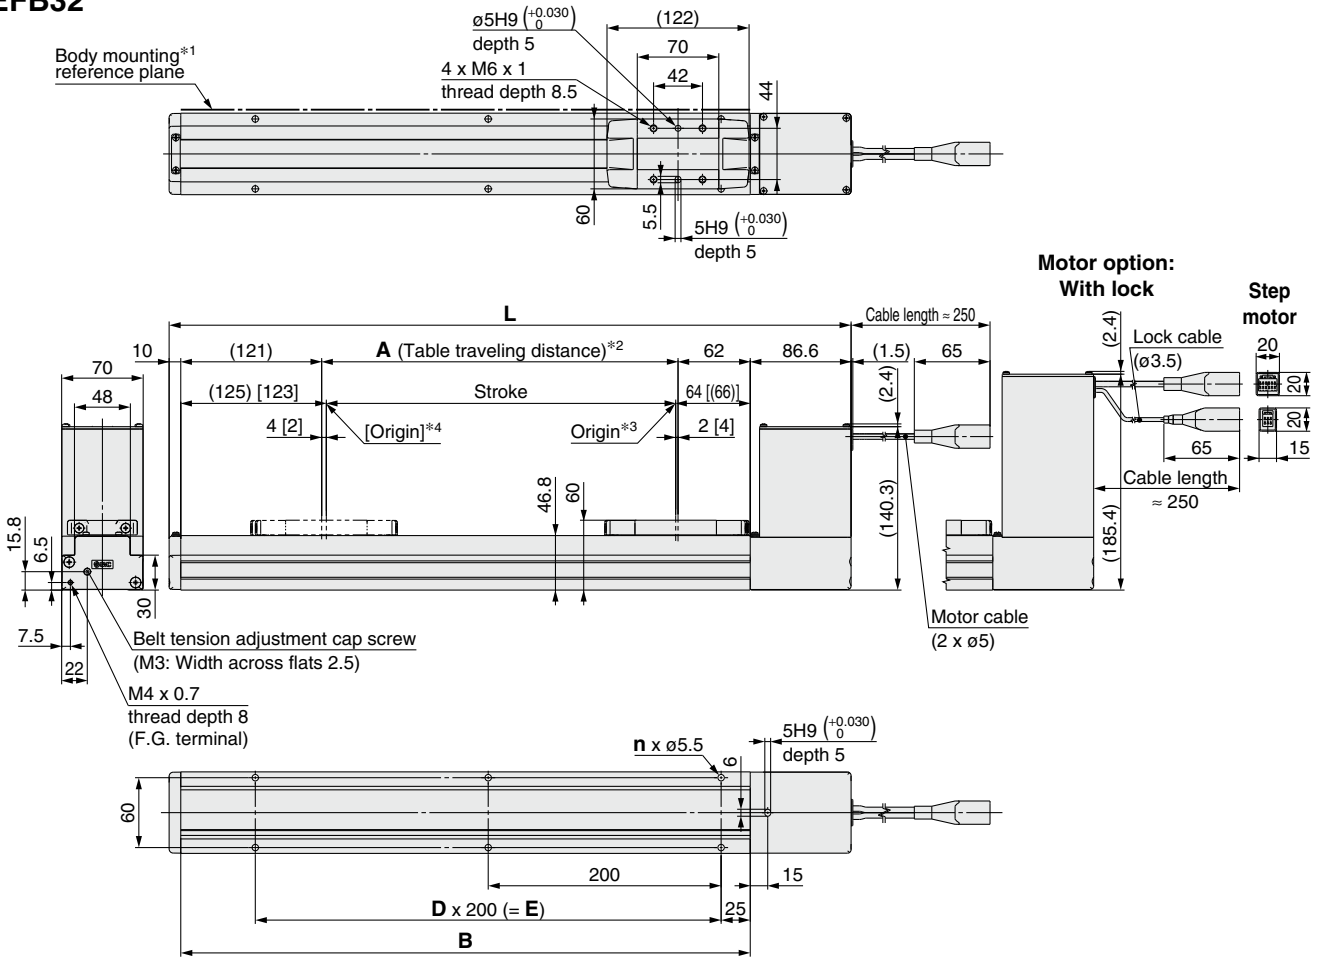 EFB32
ø5H9 (+0.030 0)
depth 5
(122)
Body mounting*1
reference plane
70
4 x M6 x 1
thread depth 8.5
42
44
60
5.5
5H9 (+0.030 0)
depth 5
Motor option:
With lock
Step
motor
L
Cable length ≈ 250
10
(121)
A (Table traveling distance)*2
62
86.6
(1.5)
65
(2.4)
Lock cable
(ø3.5)
20
20
70
48
(125) [123]
Stroke
64 [(66)]
(2.4)
4 [2]
[Origin]*4
Origin*3
2 [4]
20
65
15
Cable length
≈ 250
46.8
60
(140.3)
(185.4)
15.8
6.5
SMC
30
7.5
22
Belt tension adjustment cap screw
(M3: Width across flats 2.5)
Motor cable
(2 x ø5)
M4 x 0.7
thread depth 8
(F.G. terminal)
n x ø5.5
5H9 (+0.030 0)
depth 5
6
60
200
15
D x 200 (= E)
25
B